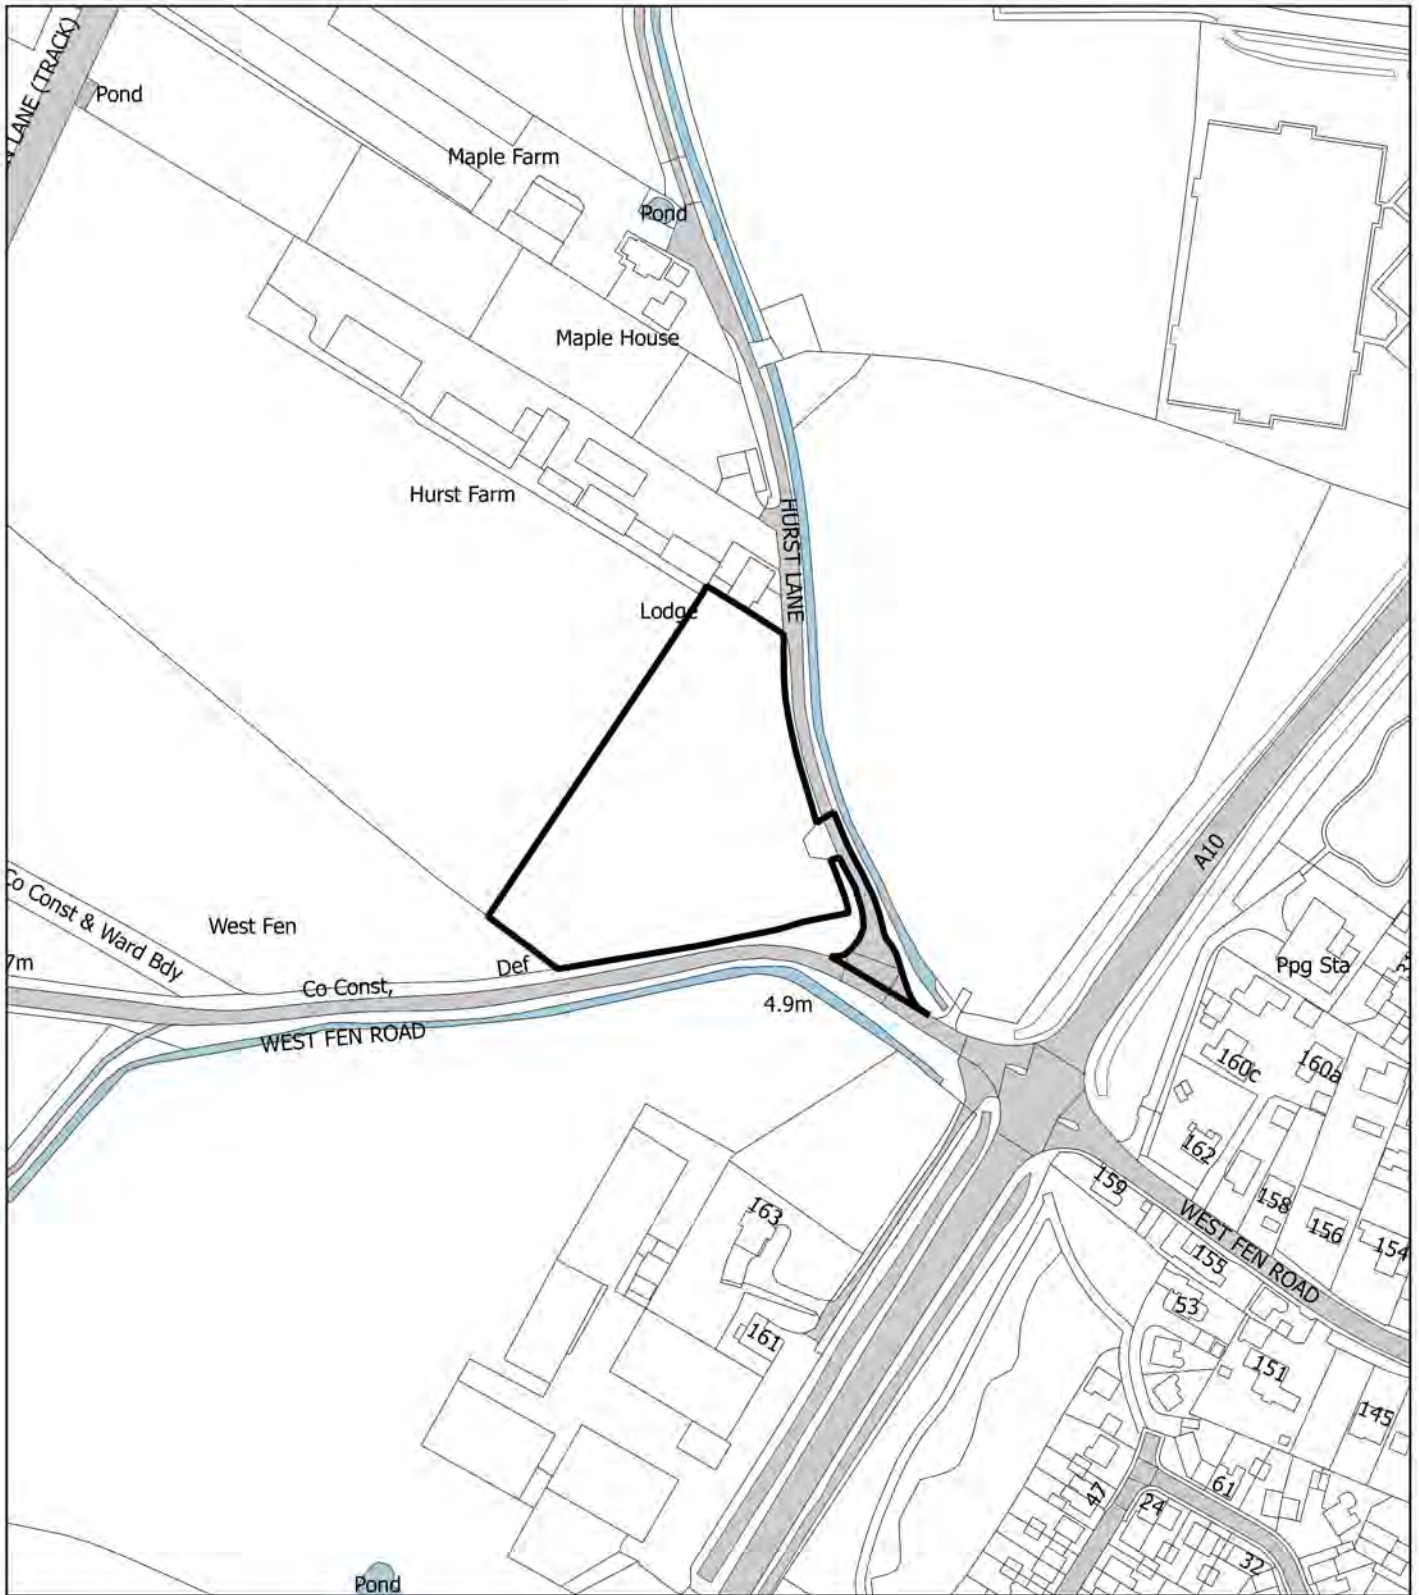 N LANE (TRACK)
Pond
Maple Farm
Pond
Maple House
Hurst Farm
HURST LANE
Lodge
A10
Co Const & Ward Bdy
West Fen
7m
Def
Co Const,
4.9m
WEST FEN ROAD
Ppg Sta
160c
160a
162
159
158
156
154
WEST FEN ROAD
155
163
53
161
151
145
47
24
61
32
Pond